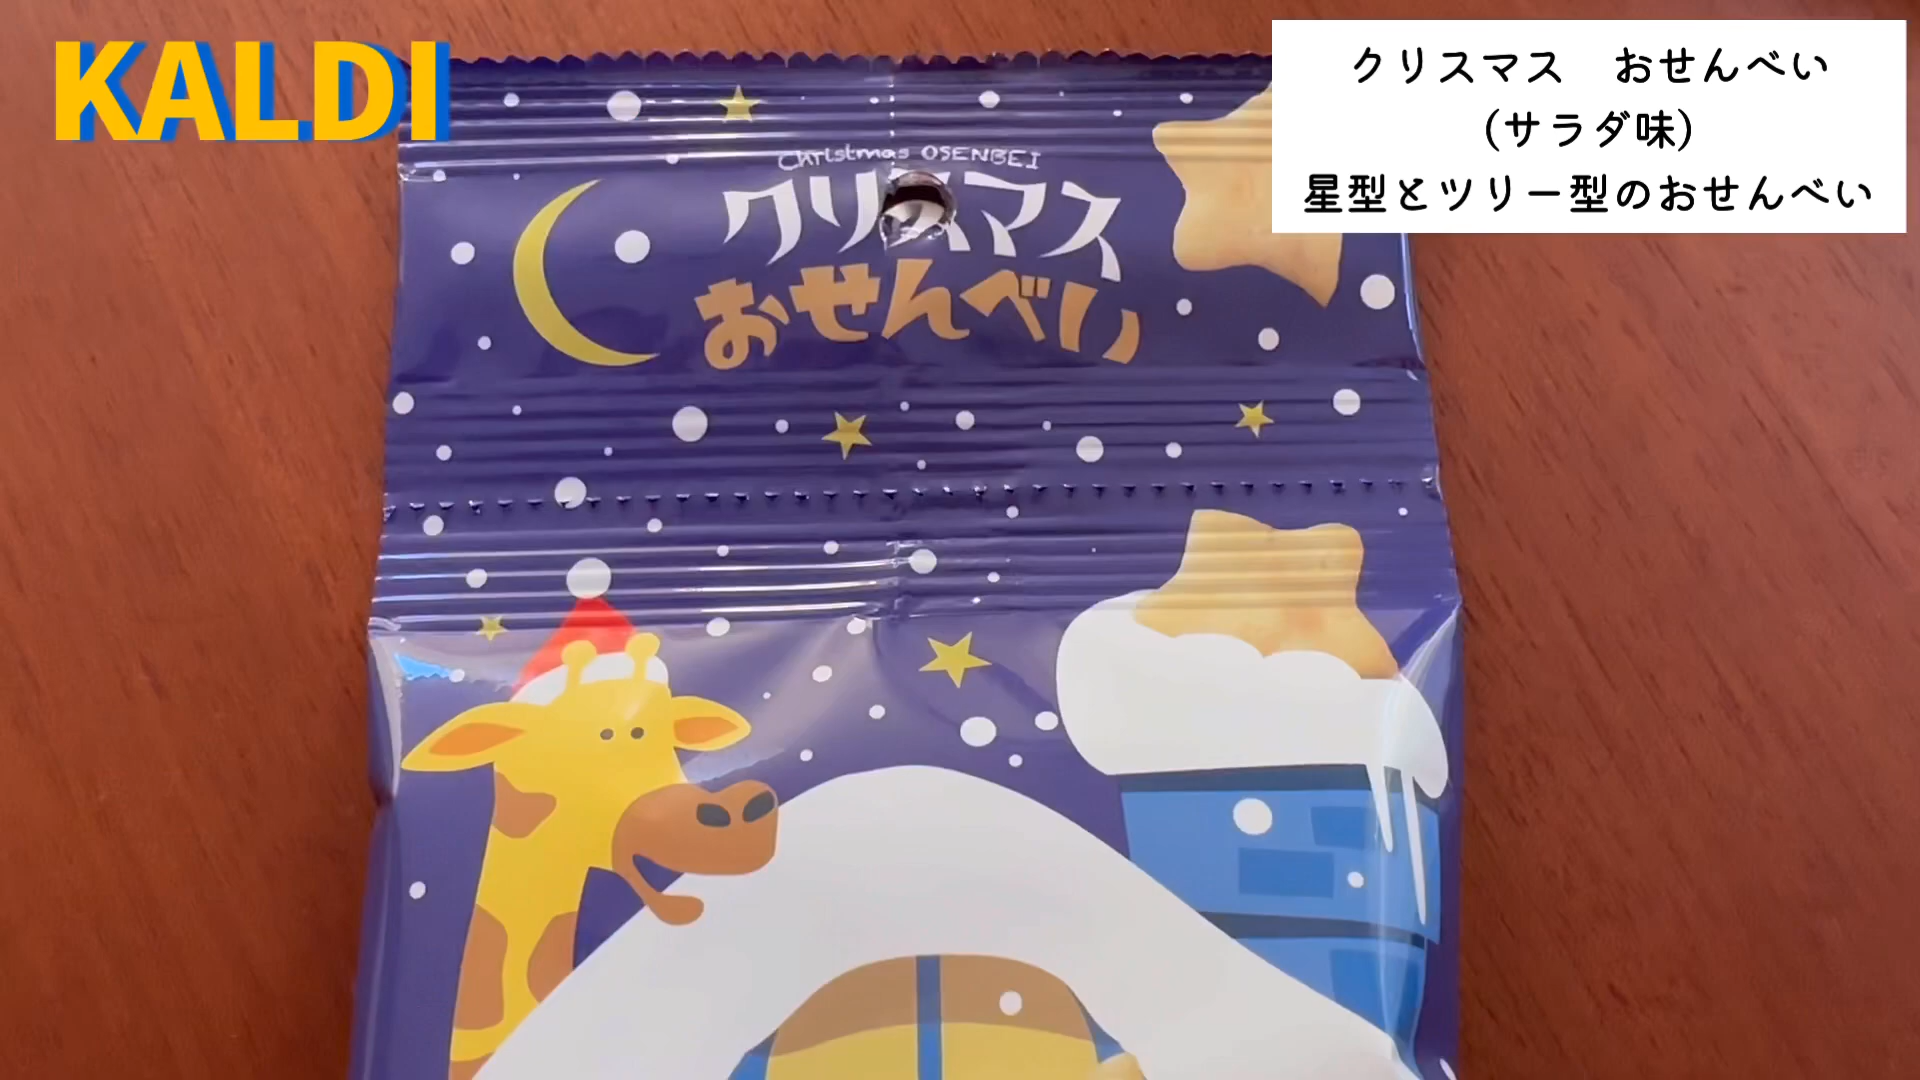 KALDI
クリスマス　おせんべい
(サラダ味)
星型とツリー型のおせんべい
Christmas OSENBEI
クリスマス
おせんべい